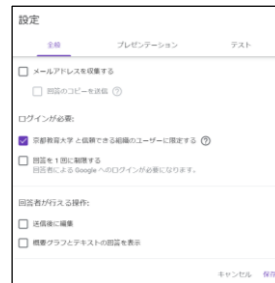 設定
全般 プレゼンテーション テスト
メールアドレスを収集する
回答のコピーを送信
ログインが必要:
京都教育大学 と信頼できる組織のユーザーに限定する
回答を 1 回に制限する
回答者による Google へのログインが必要になります。
回答者が行える操作:
送信後に編集
概要グラフとテキストの回答を表示
キャンセル 保存